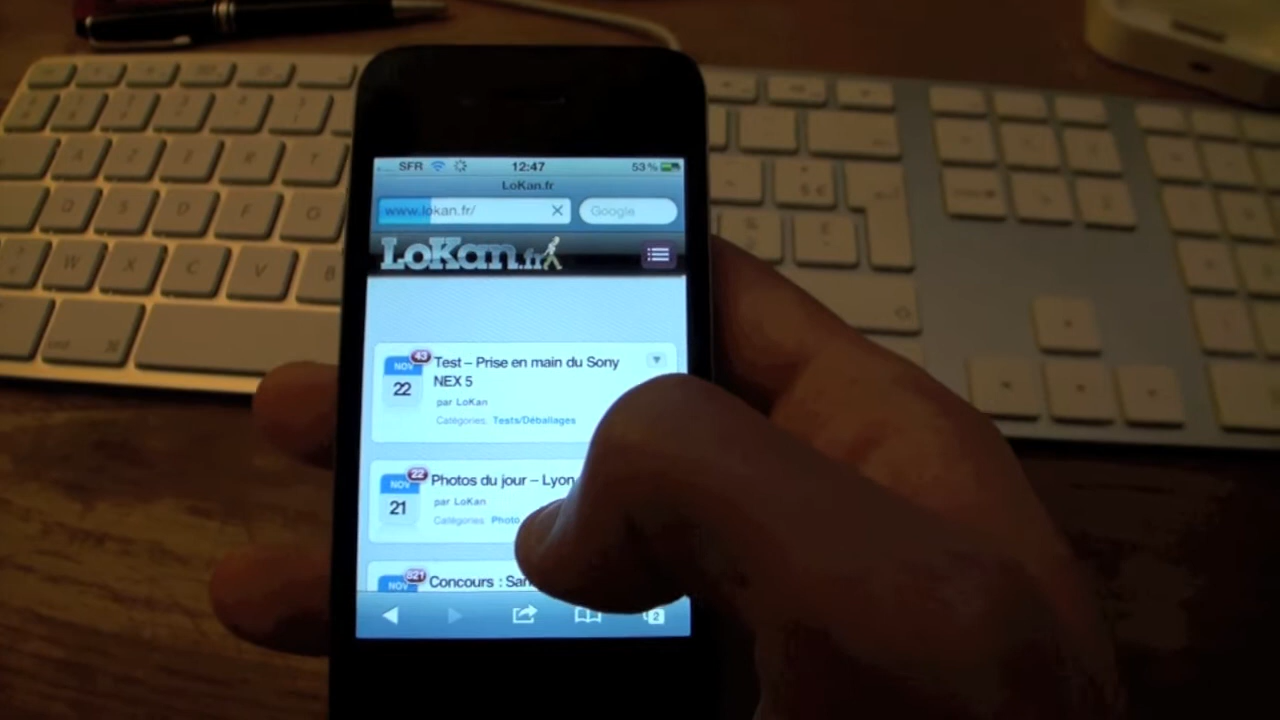 SFR 12:47 53 %
LoKan.fr
www.lokan.fr/ Google
LoKan.fr
43
NOV
22
Test – Prise en main du Sony
NEX 5
par LoKan
Catégories: Tests/Déballages
22
NOV
21
Photos du jour – Lyon
par LoKan
Catégories: Photo
821
NOV
Concours : San
2
A Z E R T
Q S D F G
W X C V B